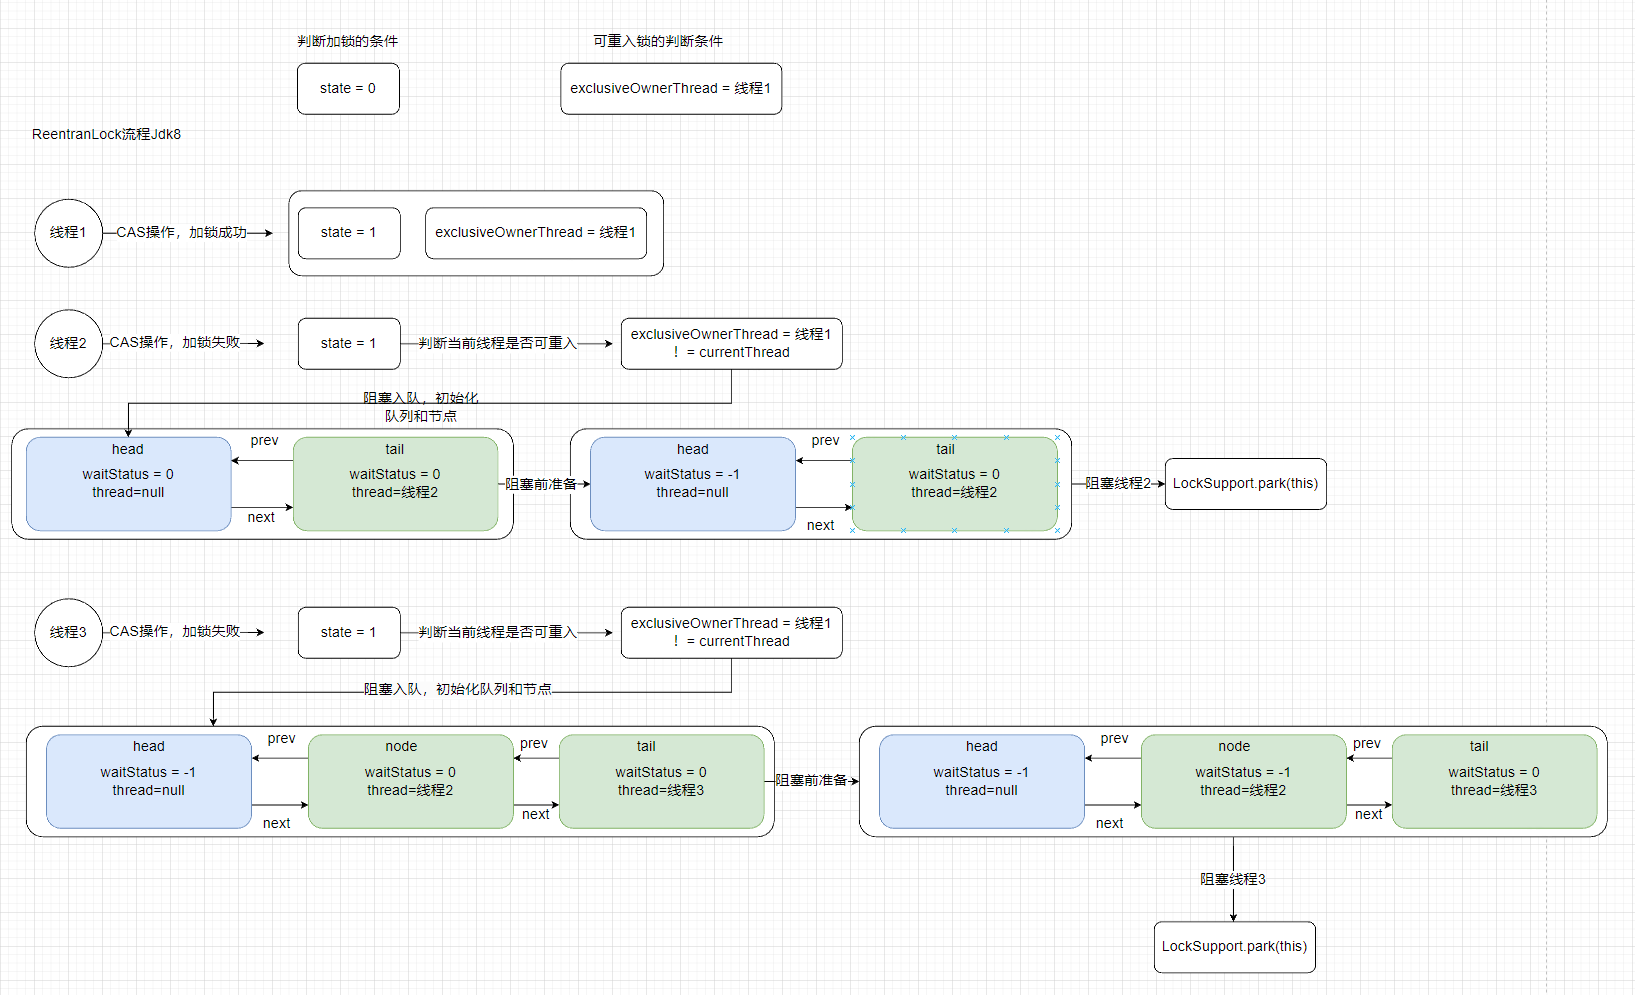 判断加锁的条件
可重入锁的判断条件
state = 0
exclusiveOwnerThread = 线程1
ReentranLock流程Jdk8
线程1
CAS操作，加锁成功
state = 1
exclusiveOwnerThread = 线程1
线程2
CAS操作，加锁失败
state = 1
判断当前线程是否可重入
exclusiveOwnerThread = 线程1
！= currentThread
阻塞入队，初始化
队列和节点
head
waitStatus = 0
thread=null
prev
next
tail
waitStatus = 0
thread=线程2
阻塞前准备
head
waitStatus = -1
thread=null
prev
next
tail
waitStatus = 0
thread=线程2
阻塞线程2
LockSupport.park(this)
线程3
CAS操作，加锁失败
state = 1
判断当前线程是否可重入
exclusiveOwnerThread = 线程1
！= currentThread
阻塞入队，初始化队列和节点
head
waitStatus = -1
thread=null
prev
next
node
waitStatus = 0
thread=线程2
prev
next
tail
waitStatus = 0
thread=线程3
阻塞前准备
head
waitStatus = -1
thread=null
prev
next
node
waitStatus = -1
thread=线程2
prev
next
tail
waitStatus = 0
thread=线程3
阻塞线程3
LockSupport.park(this)